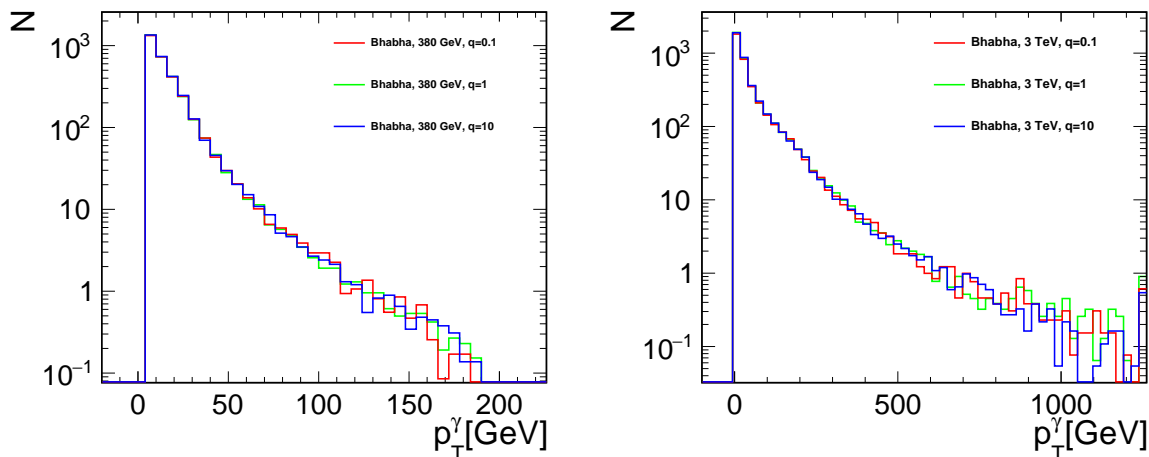 N
10³
10²
10
1
10⁻¹
Bhabha, 380 GeV, q=0.1
Bhabha, 380 GeV, q=1
Bhabha, 380 GeV, q=10
0 50 100 150 200
p_T^γ[GeV]
N
10³
10²
10
1
10⁻¹
Bhabha, 3 TeV, q=0.1
Bhabha, 3 TeV, q=1
Bhabha, 3 TeV, q=10
0 500 1000
p_T^γ[GeV]